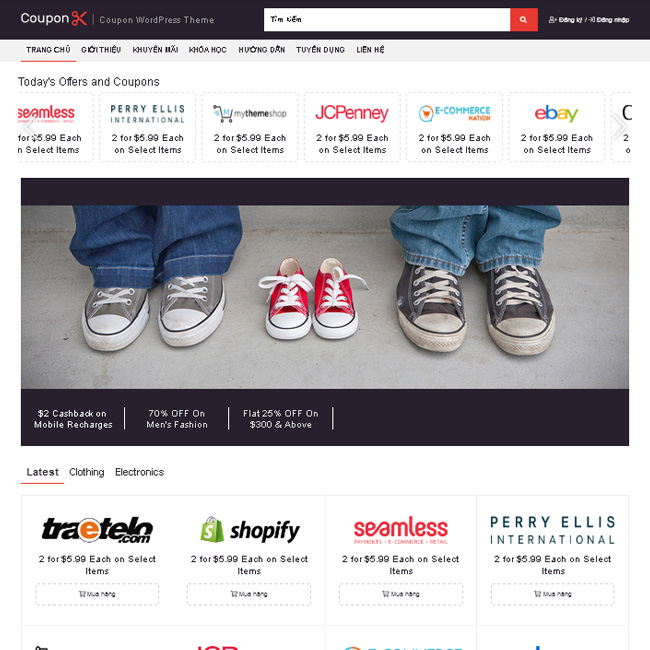 Coupon | Coupon WordPress Theme
Tìm kiếm
Đăng ký / Đăng nhập
TRANG CHỦ GIỚI THIỆU KHUYẾN MÃI KHÓA HỌC HƯỚNG DẪN TUYỂN DỤNG LIÊN HỆ
Today's Offers and Coupons
seamless PERRY ELLIS mythemeshop JCPenney E-COMMERCE ebay
INTERNATIONAL NATION
for $5.99 Each 2 for $5.99 Each 2 for $5.99 Each 2 for $5.99 Each 2 for $5.99 Each 2 for $5.99 Each 2
on Select Items on Select Items on Select Items on Select Items on Select Items on Select Items
$2 Cashback on 70% OFF On Flat 25% OFF On
Mobile Recharges Men's Fashion $300 & Above
Latest Clothing Electronics
traetelo.com shopify seamless PERRY ELLIS
PAYMENTS • E-COMMERCE • RETAIL INTERNATIONAL
2 for $5.99 Each on Select 2 for $5.99 Each on Select 2 for $5.99 Each on Select 2 for $5.99 Each on Select
Items Items Items Items
Mua hàng Mua hàng Mua hàng Mua hàng